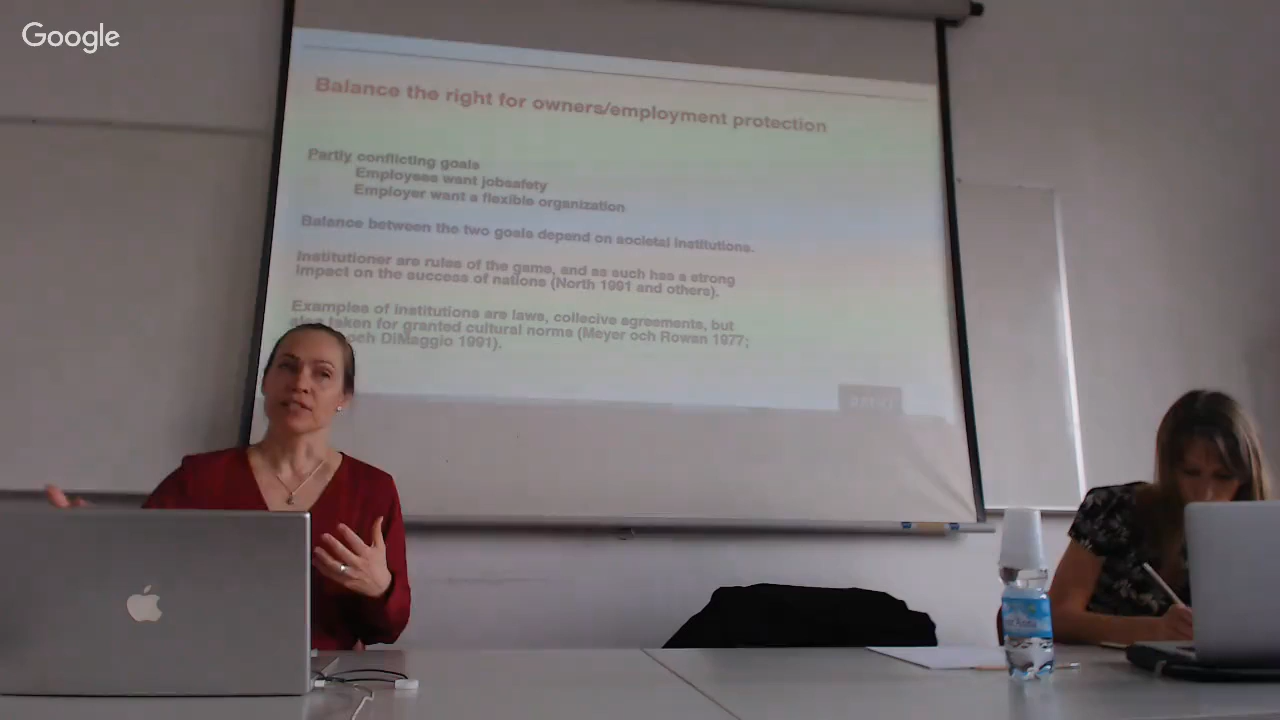 Google
Balance the right for owners/employment protection
Partly conflicting goals
Employees want jobsafety
Employer want a flexible organization
Balance between the two goals depend on societal institutions.
Institutioner are rules of the game, and as such has a strong
impact on the success of nations (North 1991 and others).
Examples of institutions are laws, collecive agreements, but
also taken for granted cultural norms (Meyer och Rowan 1977;
och DiMaggio 1991).